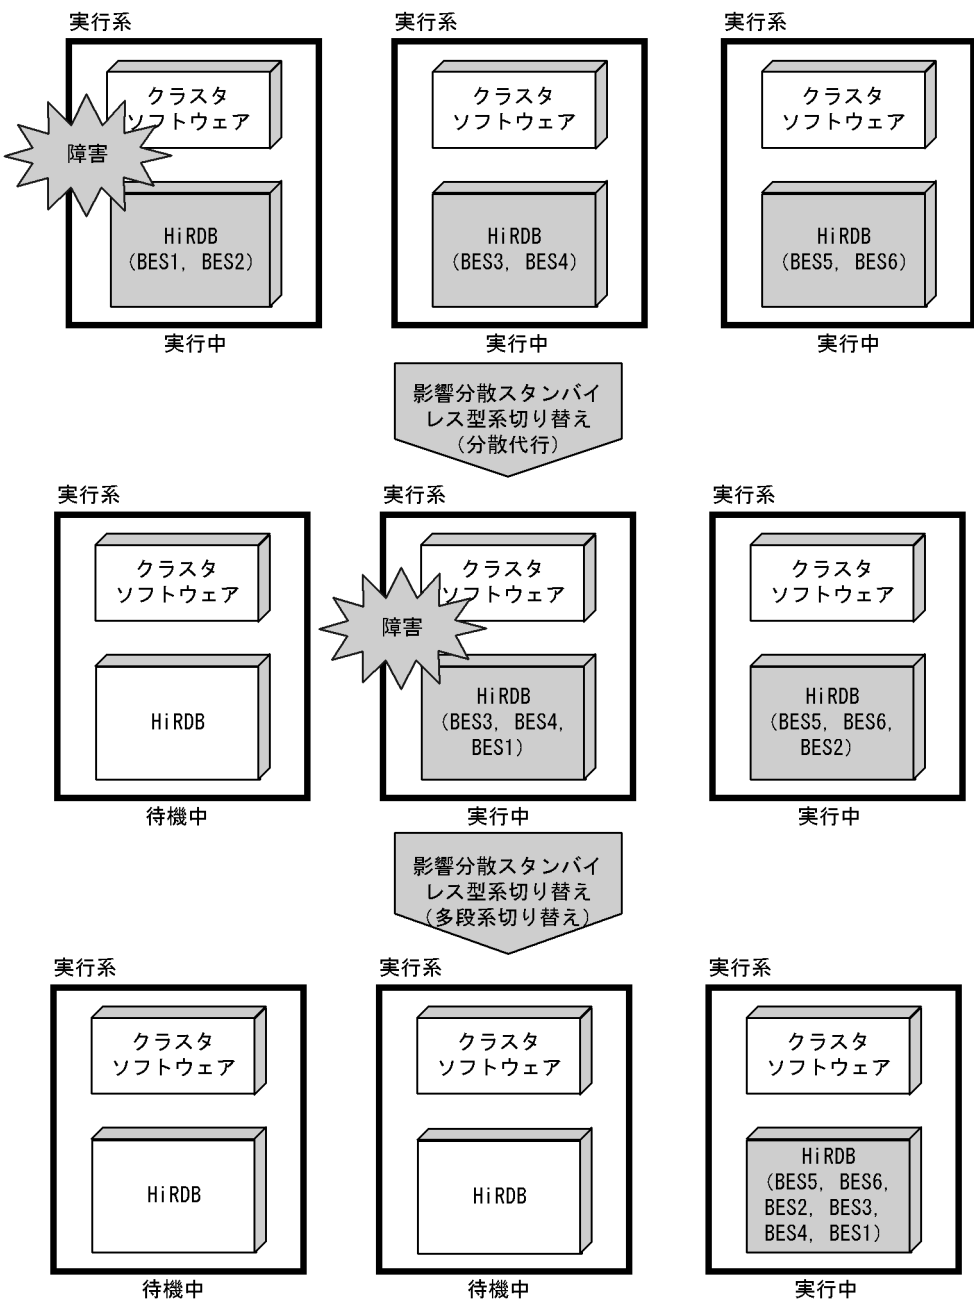 実行系
クラスタ
ソフトウェア
障害
HiRDB
(BES1, BES2)
実行中
実行系
クラスタ
ソフトウェア
HiRDB
(BES3, BES4)
実行中
実行系
クラスタ
ソフトウェア
HiRDB
(BES5, BES6)
実行中
影響分散スタンバイ
レス型系切り替え
(分散代行)
実行系
クラスタ
ソフトウェア
HiRDB
待機中
実行系
クラスタ
ソフトウェア
障害
HiRDB
(BES3, BES4,
BES1)
実行中
実行系
クラスタ
ソフトウェア
HiRDB
(BES5, BES6,
BES2)
実行中
影響分散スタンバイ
レス型系切り替え
(多段系切り替え)
実行系
クラスタ
ソフトウェア
HiRDB
待機中
実行系
クラスタ
ソフトウェア
HiRDB
待機中
実行系
クラスタ
ソフトウェア
HiRDB
(BES5, BES6,
BES2, BES3,
BES4, BES1)
実行中